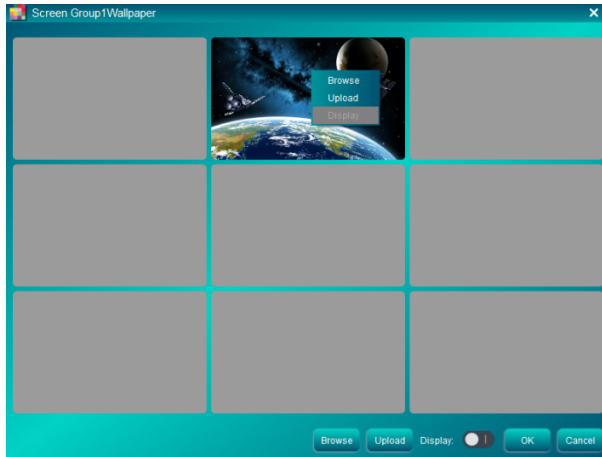 Screen Group1Wallpaper
Browse
Upload
Display
Browse Upload Display: OK Cancel